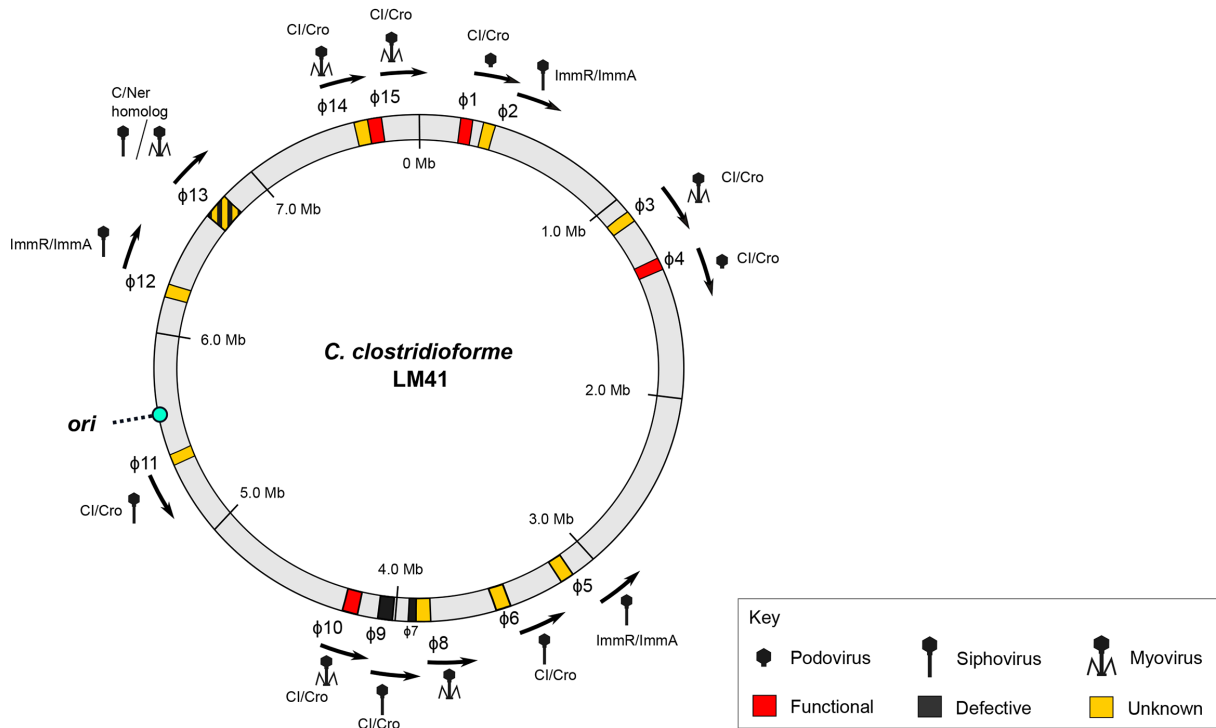 CI/Cro
CI/Cro
CI/Cro
ImmR/ImmA
ϕ14
ϕ15
ϕ1
ϕ2
0 Mb
C/Ner
homolog
ϕ13
7.0 Mb
CI/Cro
ϕ3
1.0 Mb
ϕ4
CI/Cro
ImmR/ImmA
ϕ12
6.0 Mb
C. clostridioforme
LM41
2.0 Mb
ori
ϕ11
CI/Cro
5.0 Mb
3.0 Mb
4.0 Mb
ϕ5
ImmR/ImmA
ϕ6
CI/Cro
ϕ10
ϕ9
ϕ7
ϕ8
CI/Cro
CI/Cro
Key
Podovirus
Siphovirus
Myovirus
Functional
Defective
Unknown